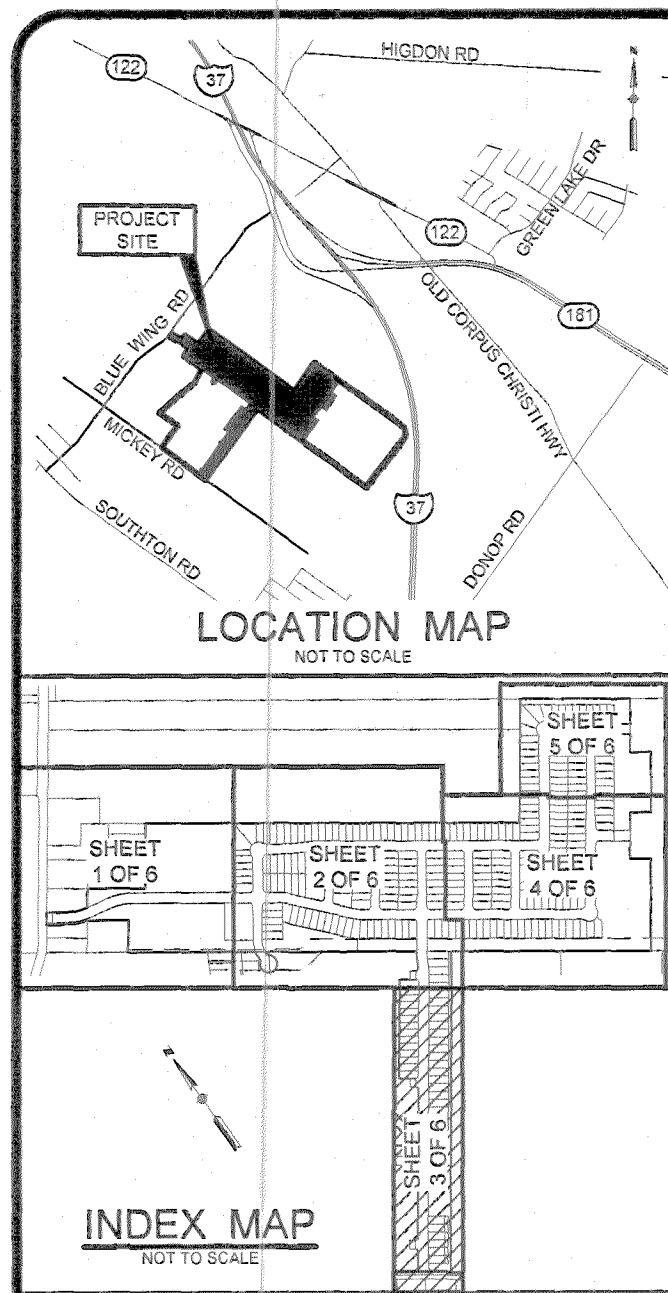 HIGDON RD
122
37
N
GREEN LAKE DR
PROJECT
SITE
122
181
BLUE WING RD
OLD CORPUS CHRISTI HWY
MICKEY RD
37
SOUTHTON RD
DONOP RD
LOCATION MAP
NOT TO SCALE
SHEET
5 OF 6
SHEET
1 OF 6
SHEET
2 OF 6
SHEET
4 OF 6
N
SHEET
3 OF 6
INDEX MAP
NOT TO SCALE